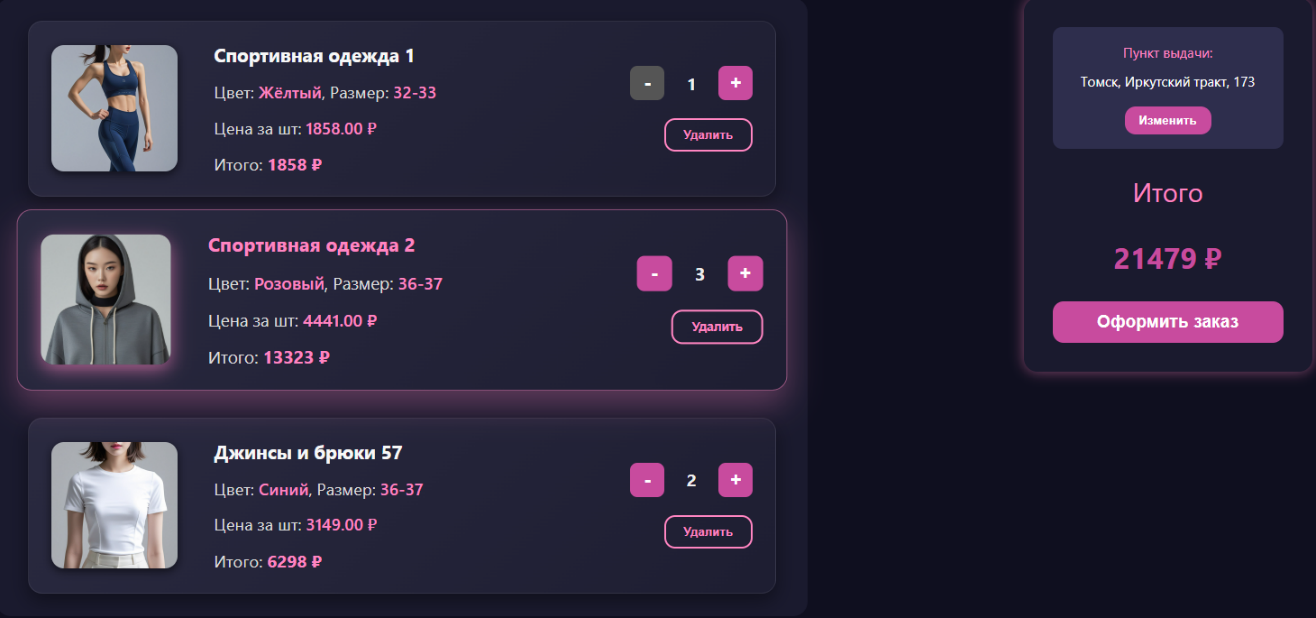 Спортивная одежда 1
Цвет: Жёлтый, Размер: 32-33
Цена за шт: 1858.00 ₽
Итого: 1858 ₽
- 1 +
Удалить
Спортивная одежда 2
Цвет: Розовый, Размер: 36-37
Цена за шт: 4441.00 ₽
Итого: 13323 ₽
- 3 +
Удалить
Джинсы и брюки 57
Цвет: Синий, Размер: 36-37
Цена за шт: 3149.00 ₽
Итого: 6298 ₽
- 2 +
Удалить
Пункт выдачи:
Томск, Иркутский тракт, 173
Изменить
Итого
21479 ₽
Оформить заказ